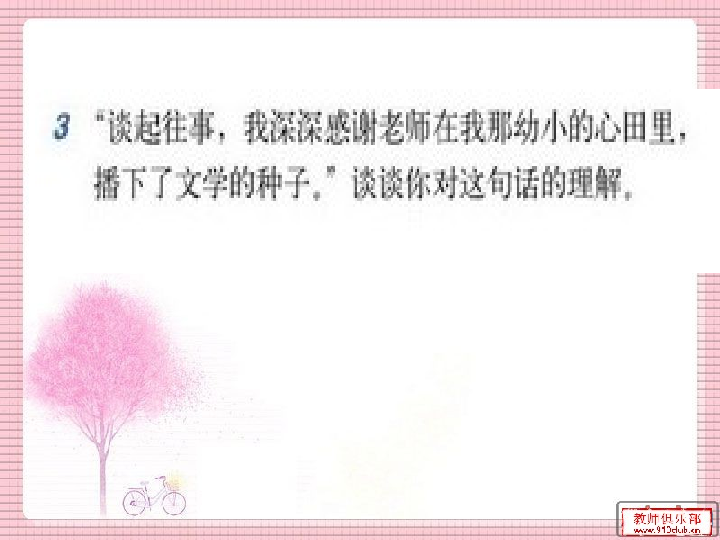 3 “谈起往事，我深深感谢老师在我那幼小的心田里，
播下了文学的种子。”谈谈你对这句话的理解。
教师俱乐部
www.910club.cn